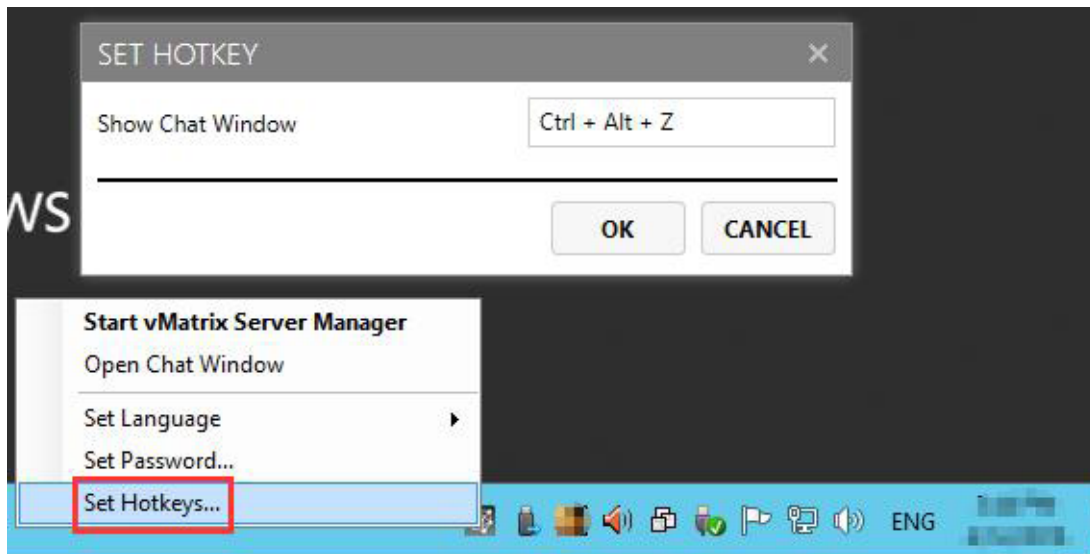 SET HOTKEY
Show Chat Window
Ctrl + Alt + Z
OK
CANCEL
Start vMatrix Server Manager
Open Chat Window
Set Language
Set Password...
Set Hotkeys...
ENG